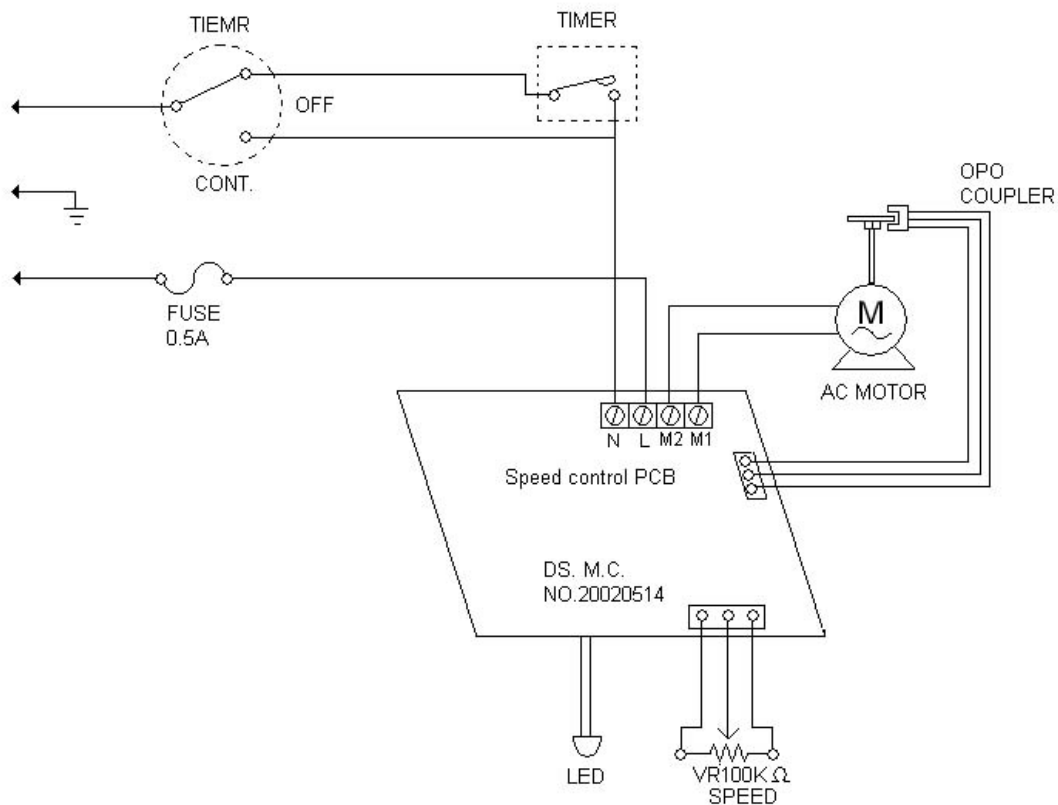 TIEMR
TIMER
OFF
CONT.
OPO
COUPLER
FUSE
0.5A
M
AC MOTOR
N L M2 M1
Speed control PCB
DS. M.C.
NO.20020514
LED
VR100KΩ
SPEED